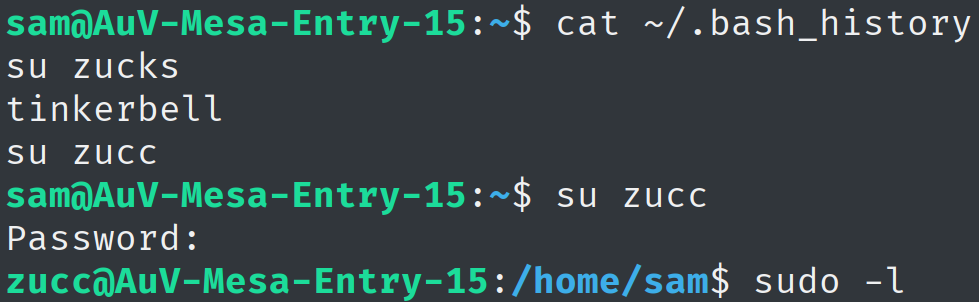 sam@AuV-Mesa-Entry-15:~$ cat ~/.bash_history
su zucks
tinkerbell
su zucc
sam@AuV-Mesa-Entry-15:~$ su zucc
Password:
zucc@AuV-Mesa-Entry-15:/home/sam$ sudo -l